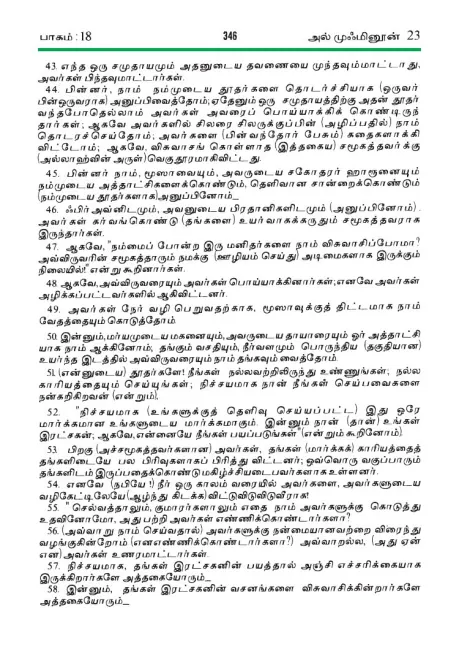 பாகம் : 18 346 அல் முஃமினூன் 23
43. எந்த ஒரு சமுதாயமும் அதனுடைய தவணையை முந்தவும்மாட்டாது,
அவர்கள் பிந்தவுமாட்டார்கள்.
44. பின்னர், நாம் நம்முடைய தூதர்களை தொடர்ச்சியாக (ஒருவர்
பின்ஒருவராக) அனுப்பிவைத்தோம்; ஏதேனும் ஒரு சமுதாயத்திற்கு அதன் தூதர்
வந்தபோதெல்லாம் அவர்கள் அவரைப் பொய்யாக்கிக் கொண்டிருந்
தார்கள்; ஆகவே அவர்களில் சிலரை சிலருக்குப்பின் (அழிப்பதில்) நாம்
தொடரச்செய்தோம்; அவர்களை (பின்வந்தோர் பேசும்) கதைகளாக்கி
விட்டோம்; ஆகவே, விசுவாசங் கொள்ளாத (இத்தகைய) சமூகத்தவர்க்கு
(அல்லாஹ்வின் அருள்) வெகுதூரமாகிவிட்டது.
45. பின்னர் நாம், மூஸாவையும், அவருடைய சகோதரர் ஹாரூனையும்
நம்முடைய அத்தாட்சிகளைக்கொண்டும், தெளிவான சான்றைக்கொண்டும்
(நம்முடைய தூதர்களாக) அனுப்பினோம்_
46. ஃபிர்அவ்னிடமும், அவனுடைய பிரதானிகளிடமும் (அனுப்பினோம்).
அவர்கள் கர்வங்கொண்டு (தங்களை) உயர்வாகக்கருதும் சமூகத்தவராக
இருந்தார்கள்.
47. ஆகவே, "நம்மைப் போன்ற இரு மனிதர்களை நாம் விசுவாசிப்போமா?
அவ்விருவரின் சமூகத்தாரும் நமக்கு (ஊழியம் செய்து) அடிமைகளாக இருக்கும்
நிலையில்!" என்று கூறினார்கள்.
48. ஆகவே, அவ்விருவரையும் அவர்கள் பொய்யாக்கினார்கள்; எனவே அவர்கள்
அழிக்கப்பட்டவர்களில் ஆகிவிட்டனர்.
49. அவர்கள் நேர் வழி பெறுவதற்காக, மூஸாவுக்குத் திட்டமாக நாம்
வேதத்தையும் கொடுத்தோம்.
50. இன்னும், மர்யமுடைய மகனையும், அவருடைய தாயாரையும் ஓர் அத்தாட்சி
யாக நாம் ஆக்கினோம்; தங்கும் வசதியும், நீர்வளமும் பொருந்திய (தகுதியான)
உயர்ந்த இடத்தில் அவ்விருவரையும் நாம் தங்கவும் வைத்தோம்.
51. (என்னுடைய) தூதர்களே! நீங்கள் நல்லவற்றிலிருந்து உண்ணுங்கள்; நல்ல
காரியத்தையும் செய்யுங்கள்; நிச்சயமாக நான் நீங்கள் செய்பவைகளை
நன்கறிகிறவன் (என்றும்),
52. "நிச்சயமாக (உங்களுக்குத் தெளிவு செய்யப்பட்ட) இது ஒரே
மார்க்கமான உங்களுடைய மார்க்கமாகும். இன்னும் நான் (தான்) உங்கள்
இரட்சகன்; ஆகவே, என்னையே நீங்கள் பயப்படுங்கள்" (என்றும் கூறினோம்).
53. பிறகு (அச்சமூகத்தவர்களான) அவர்கள், தங்கள் (மார்க்கக்) காரியத்தைத்
தங்களிடையே பல பிரிவுகளாகப் பிரித்து விட்டனர்; ஒவ்வொரு வகுப்பாரும்
தங்களிடம் இருப்பதைக்கொண்டு மகிழ்ச்சியடைபவர்களாக உள்ளனர்.
54. எனவே (நபியே!) நீர் ஒரு காலம் வரையில் அவர்களை, அவர்களுடைய
வழிகேட்டிலேயே (ஆழ்ந்து கிடக்க) விட்டுவிடுவிடுவீராக!
55. "செல்வத்தாலும், குமாரர்களாலும் எதை நாம் அவர்களுக்கு கொடுத்து
உதவினோமோ, அது பற்றி அவர்கள் எண்ணிக்கொண்டார்களா?
56. (அவ்வாறு நாம் செய்வதால்) அவர்களுக்கு நன்மையானவற்றை விரைந்து
வழங்குகின்றோம் (என எண்ணிக்கொண்டார்களா?) அவ்வாறல்ல, (அது ஏன்
என) அவர்கள் உணரமாட்டார்கள்.
57. நிச்சயமாக, தங்கள் இரட்சகனின் பயத்தால் அஞ்சி எச்சரிக்கையாக
இருக்கிறார்களே அத்தகையோரும்_
58. இன்னும், தங்கள் இரட்சகனின் வசனங்களை விசுவாசிக்கின்றார்களே
அத்தகையோரும்_